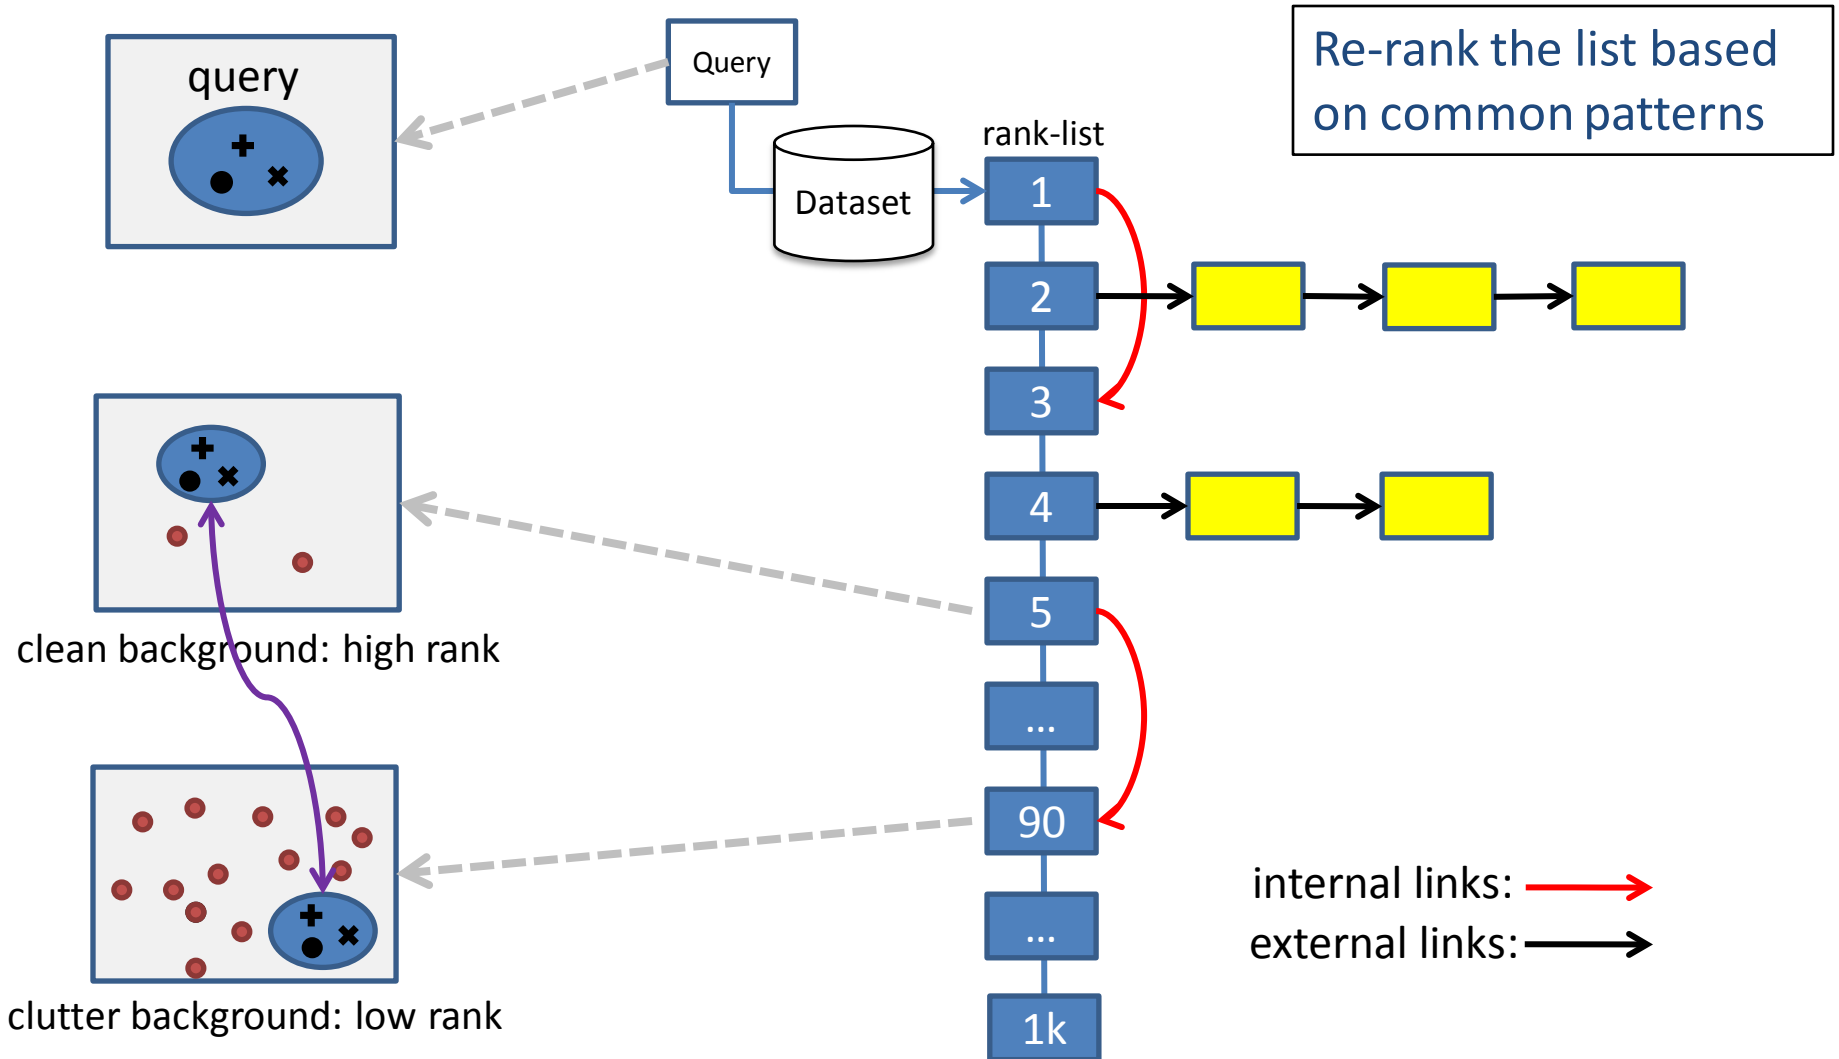 query
Query
Re-rank the list based
on common patterns
rank-list
Dataset
1
2
3
4
5
...
90
...
1k
clean background: high rank
clutter background: low rank
internal links:
external links: